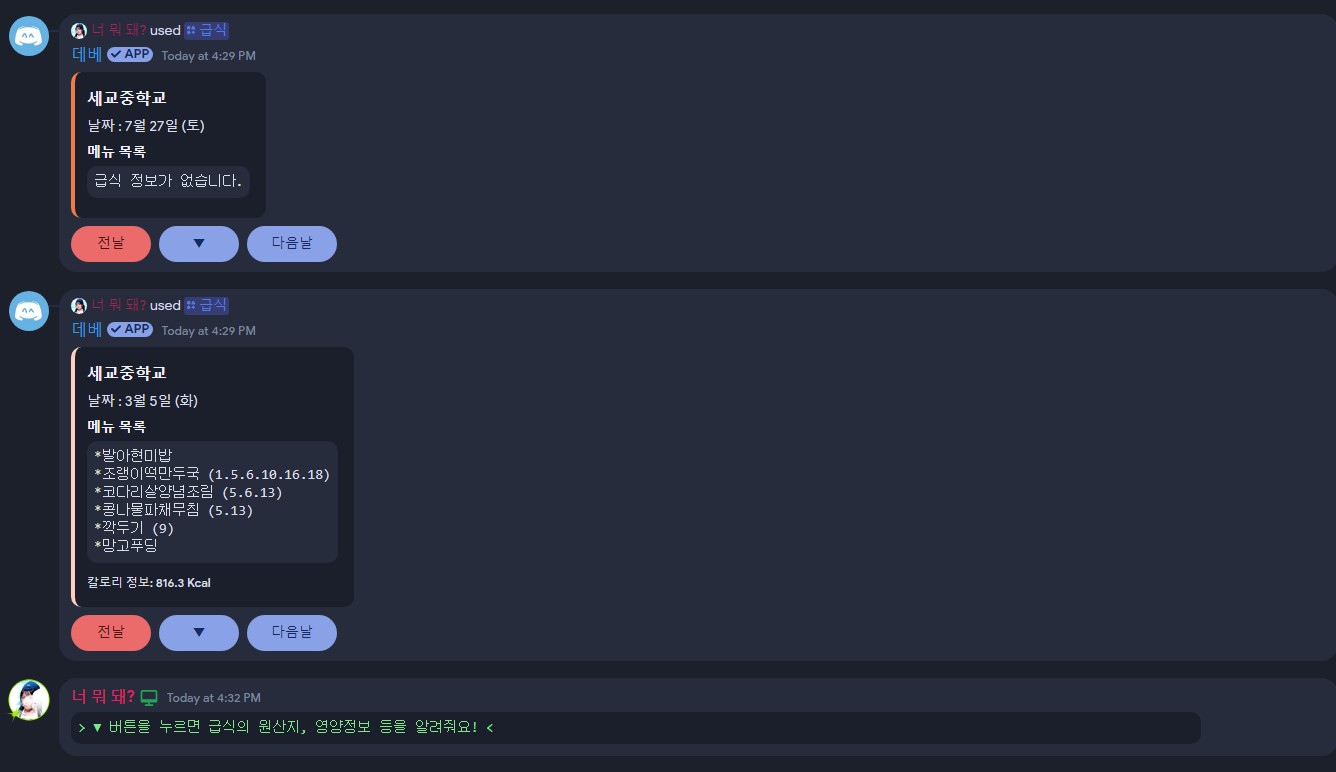 너 뭐 돼? used 급식
데베 APP Today at 4:29 PM
세교중학교
날짜 : 7월 27일 (토)
메뉴 목록
급식 정보가 없습니다.
전날 ▼ 다음날
너 뭐 돼? used 급식
데베 APP Today at 4:29 PM
세교중학교
날짜 : 3월 5일 (화)
메뉴 목록
*발아현미밥
*조랭이떡만두국 (1.5.6.10.16.18)
*코다리살양념조림 (5.6.13)
*콩나물파채무침 (5.13)
*깍두기 (9)
*망고푸딩
칼로리 정보: 816.3 Kcal
전날 ▼ 다음날
너 뭐 돼? Today at 4:32 PM
> ▼ 버튼을 누르면 급식의 원산지, 영양정보 등을 알려줘요! <